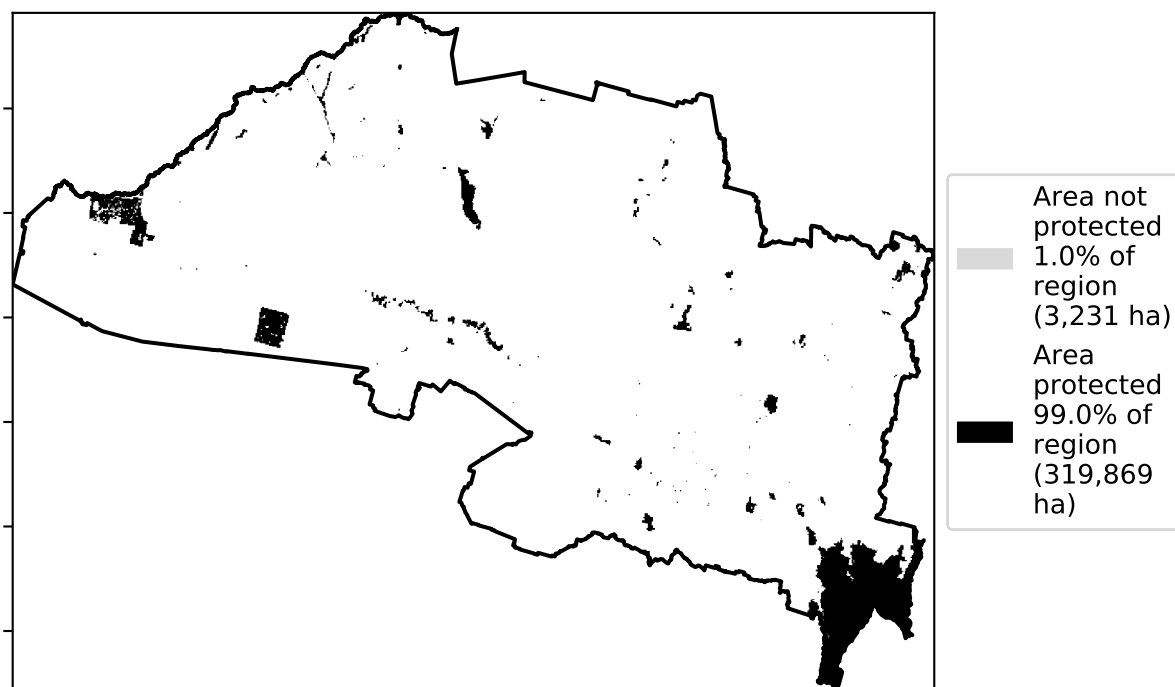 Area not
protected
1.0% of
region
(3,231 ha)
Area
protected
99.0% of
region
(319,869
ha)